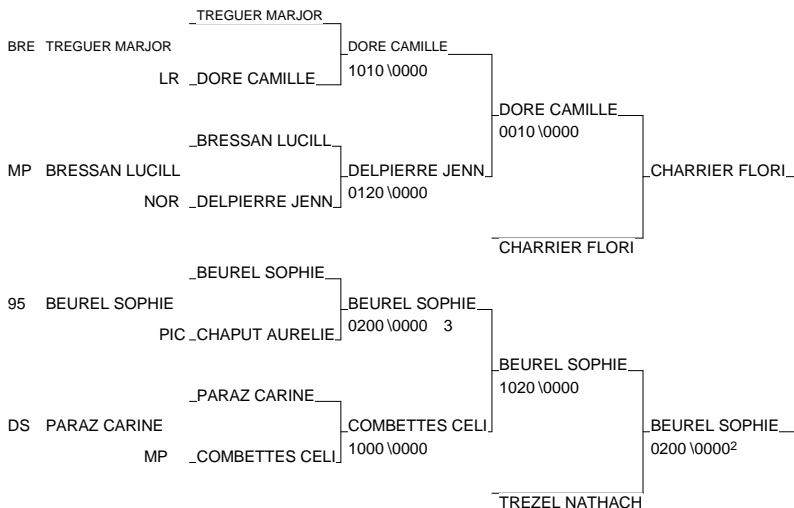 TREGUER MARJOR
BRE TREGUER MARJOR DORE CAMILLE
LR DORE CAMILLE 1010 \0000
DORE CAMILLE
0010 \0000
BRESSAN LUCILL
MP BRESSAN LUCILL DELPIERRE JENN CHARRIER FLORI
NOR DELPIERRE JENN 0120 \0000
CHARRIER FLORI
BEUREL SOPHIE
95 BEUREL SOPHIE BEUREL SOPHIE
PIC CHAPUT AURELIE 0200 \0000 3
BEUREL SOPHIE
1020 \0000
PARAZ CARINE
DS PARAZ CARINE COMBETTES CELI BEUREL SOPHIE
MP COMBETTES CELI 1000 \0000 0200 \0000 2
TREZEL NATHACH